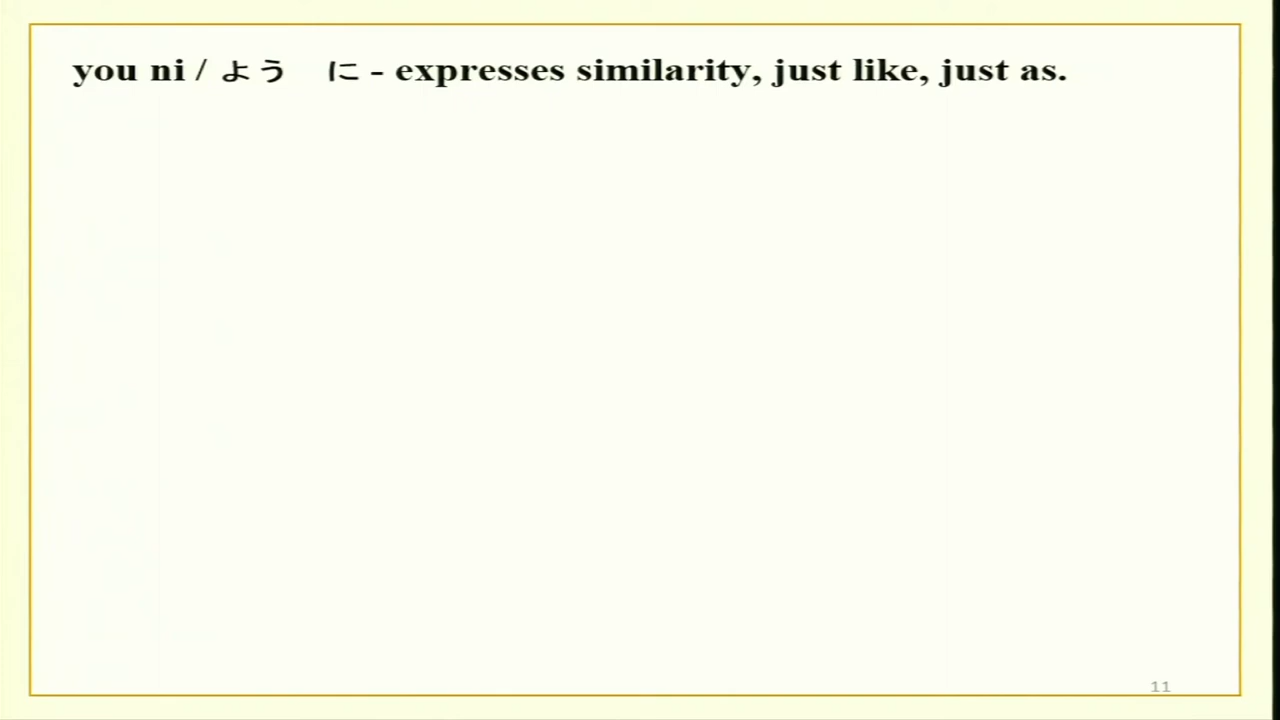 you ni / よう　に - expresses similarity, just like, just as.
11